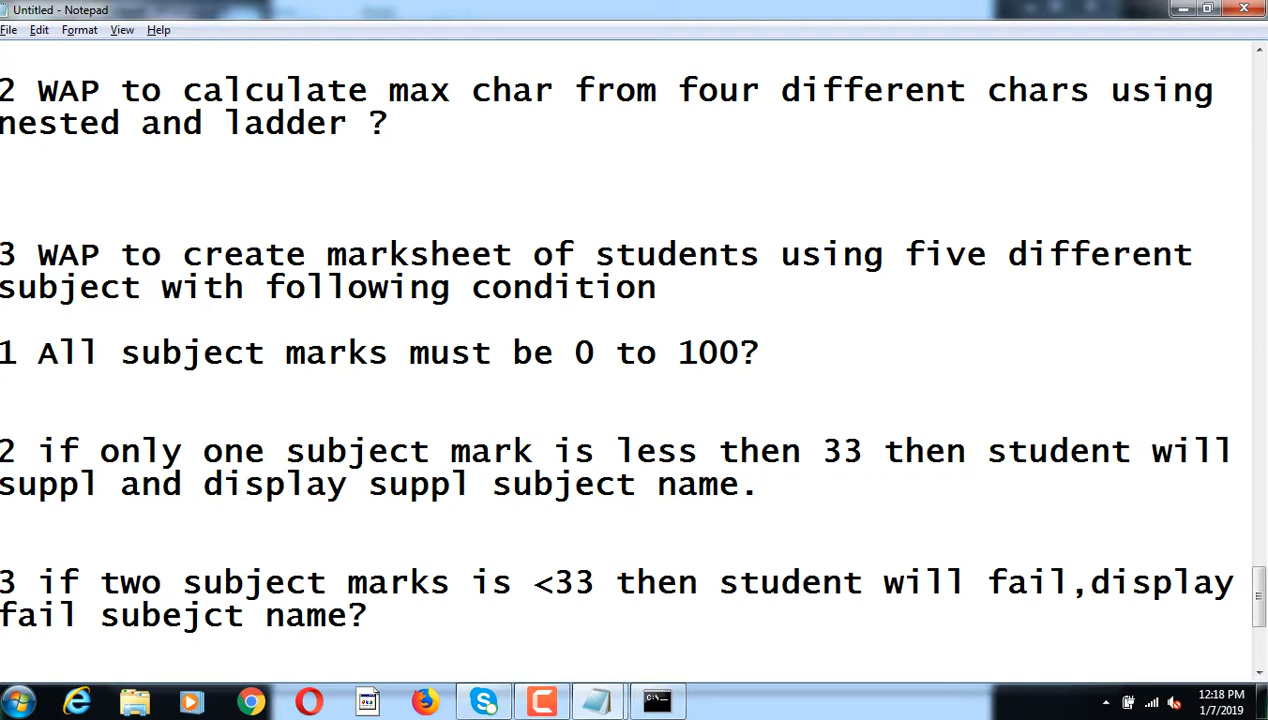 Untitled - Notepad
File Edit Format View Help
2 WAP to calculate max char from four different chars using
nested and ladder ?
3 WAP to create marksheet of students using five different
subject with following condition
1 All subject marks must be 0 to 100?
2 if only one subject mark is less then 33 then student will
suppl and display suppl subject name.
3 if two subject marks is <33 then student will fail,display
fail subejct name?
12:18 PM
1/7/2019